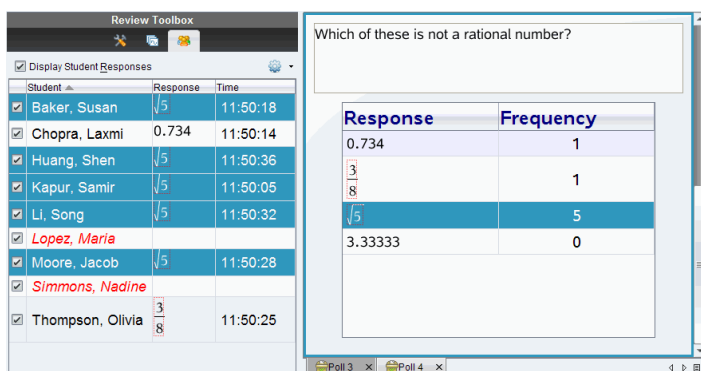 Review Toolbox
Display Student Responses
Student Response Time
Baker, Susan √5 11:50:18
Chopra, Laxmi 0.734 11:50:14
Huang, Shen √5 11:50:36
Kapur, Samir √5 11:50:05
Li, Song √5 11:50:32
Lopez, Maria
Moore, Jacob √5 11:50:28
Simmons, Nadine
Thompson, Olivia 3/8 11:50:25
Which of these is not a rational number?
Response Frequency
0.734 1
3/8 1
√5 5
3.33333 0
Poll 3 x Poll 4 x